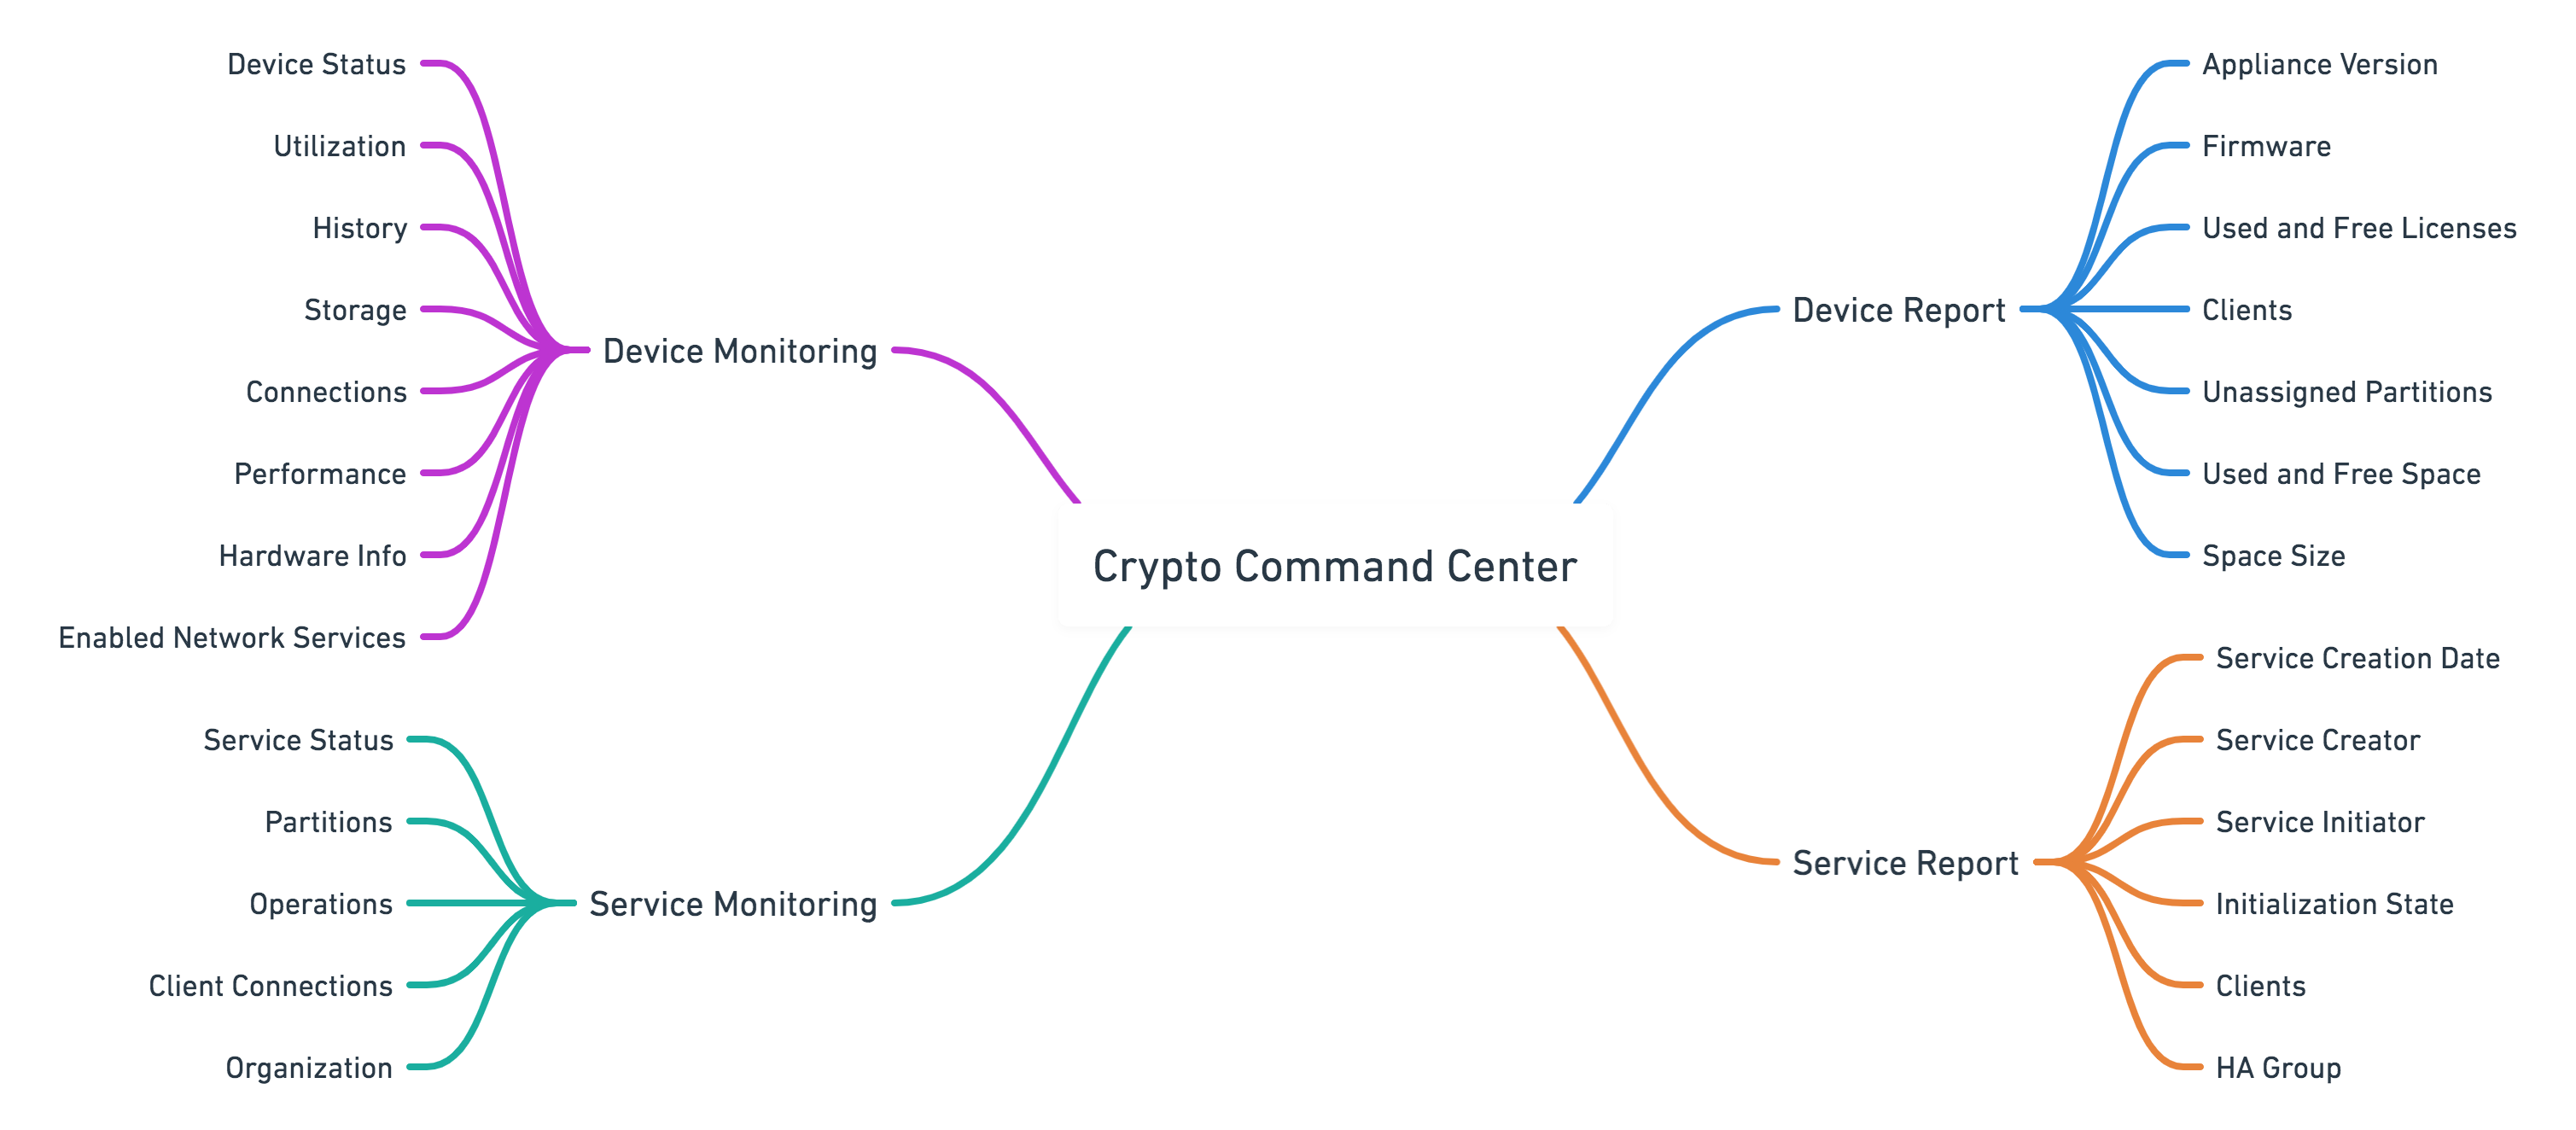 Crypto Command Center
Device Monitoring
Device Status
Utilization
History
Storage
Connections
Performance
Hardware Info
Enabled Network Services
Service Monitoring
Service Status
Partitions
Operations
Client Connections
Organization
Device Report
Appliance Version
Firmware
Used and Free Licenses
Clients
Unassigned Partitions
Used and Free Space
Space Size
Service Report
Service Creation Date
Service Creator
Service Initiator
Initialization State
Clients
HA Group